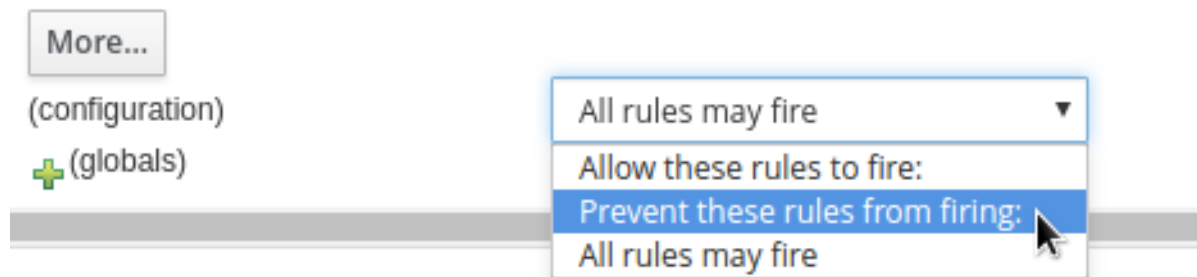 More...
(configuration)
All rules may fire
(globals)
Allow these rules to fire:
Prevent these rules from firing:
All rules may fire